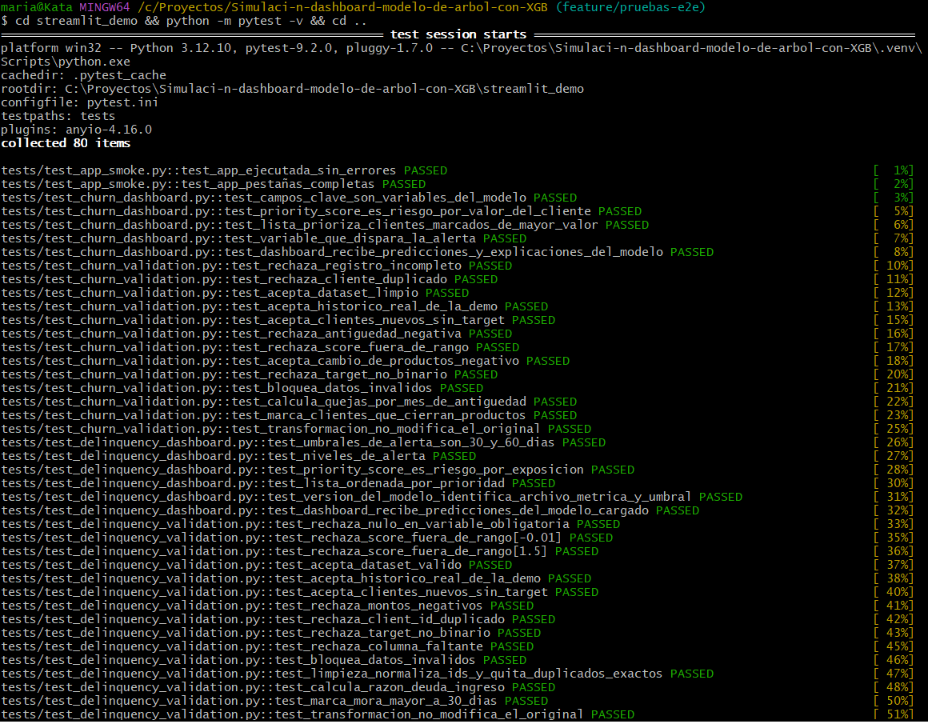 maria@Kata MINGW64 /c/Proyectos/Simulaci-n-dashboard-modelo-de-arbol-con-XGB (feature/pruebas-e2e)
$ cd streamlit_demo && python -m pytest -v && cd ..
============================================== test session starts ==============================================
platform win32 -- Python 3.12.10, pytest-9.2.0, pluggy-1.7.0 -- C:\Proyectos\Simulaci-n-dashboard-modelo-de-arbol-con-XGB\.venv\
Scripts\python.exe
cachedir: .pytest_cache
rootdir: C:\Proyectos\Simulaci-n-dashboard-modelo-de-arbol-con-XGB\streamlit_demo
configfile: pytest.ini
testpaths: tests
plugins: anyio-4.16.0
collected 80 items
tests/test_app_smoke.py::test_app_ejecutada_sin_errores PASSED [  1%]
tests/test_app_smoke.py::test_app_pestañas_completas PASSED [  2%]
tests/test_churn_dashboard.py::test_campos_clave_son_variables_del_modelo PASSED [  3%]
tests/test_churn_dashboard.py::test_priority_score_es_riesgo_por_valor_del_cliente PASSED [  5%]
tests/test_churn_dashboard.py::test_lista_prioriza_clientes_marcados_de_mayor_valor PASSED [  6%]
tests/test_churn_dashboard.py::test_variable_que_dispara_la_alerta PASSED [  7%]
tests/test_churn_dashboard.py::test_dashboard_recibe_predicciones_y_explicaciones_del_modelo PASSED [  8%]
tests/test_churn_validation.py::test_rechaza_registro_incompleto PASSED [ 10%]
tests/test_churn_validation.py::test_rechaza_cliente_duplicado PASSED [ 11%]
tests/test_churn_validation.py::test_acepta_dataset_limpio PASSED [ 12%]
tests/test_churn_validation.py::test_acepta_historico_real_de_la_demo PASSED [ 13%]
tests/test_churn_validation.py::test_acepta_clientes_nuevos_sin_target PASSED [ 15%]
tests/test_churn_validation.py::test_rechaza_antiguedad_negativa PASSED [ 16%]
tests/test_churn_validation.py::test_rechaza_score_fuera_de_rango PASSED [ 17%]
tests/test_churn_validation.py::test_acepta_cambio_de_productos_negativo PASSED [ 18%]
tests/test_churn_validation.py::test_rechaza_target_no_binario PASSED [ 20%]
tests/test_churn_validation.py::test_bloquea_datos_invalidos PASSED [ 21%]
tests/test_churn_validation.py::test_calcula_quejas_por_mes_de_antiguedad PASSED [ 22%]
tests/test_churn_validation.py::test_marca_clientes_que_cierran_productos PASSED [ 23%]
tests/test_churn_validation.py::test_transformacion_no_modifica_el_original PASSED [ 25%]
tests/test_delinquency_dashboard.py::test_umbrales_de_alerta_son_30_y_60_dias PASSED [ 26%]
tests/test_delinquency_dashboard.py::test_niveles_de_alerta PASSED [ 27%]
tests/test_delinquency_dashboard.py::test_priority_score_es_riesgo_por_exposicion PASSED [ 28%]
tests/test_delinquency_dashboard.py::test_lista_ordenada_por_prioridad PASSED [ 30%]
tests/test_delinquency_dashboard.py::test_version_del_modelo_identifica_archivo_metrica_y_umbral PASSED [ 31%]
tests/test_delinquency_dashboard.py::test_dashboard_recibe_predicciones_del_modelo_cargado PASSED [ 32%]
tests/test_delinquency_validation.py::test_rechaza_nulo_en_variable_obligatoria PASSED [ 33%]
tests/test_delinquency_validation.py::test_rechaza_score_fuera_de_rango[-0.01] PASSED [ 35%]
tests/test_delinquency_validation.py::test_rechaza_score_fuera_de_rango[1.5] PASSED [ 36%]
tests/test_delinquency_validation.py::test_acepta_dataset_valido PASSED [ 37%]
tests/test_delinquency_validation.py::test_acepta_historico_real_de_la_demo PASSED [ 38%]
tests/test_delinquency_validation.py::test_acepta_clientes_nuevos_sin_target PASSED [ 40%]
tests/test_delinquency_validation.py::test_rechaza_montos_negativos PASSED [ 41%]
tests/test_delinquency_validation.py::test_rechaza_client_id_duplicado PASSED [ 42%]
tests/test_delinquency_validation.py::test_rechaza_target_no_binario PASSED [ 43%]
tests/test_delinquency_validation.py::test_rechaza_columna_faltante PASSED [ 45%]
tests/test_delinquency_validation.py::test_bloquea_datos_invalidos PASSED [ 46%]
tests/test_delinquency_validation.py::test_limpieza_normaliza_ids_y_quita_duplicados_exactos PASSED [ 47%]
tests/test_delinquency_validation.py::test_calcula_razon_deuda_ingreso PASSED [ 48%]
tests/test_delinquency_validation.py::test_marca_mora_mayor_a_30_dias PASSED [ 50%]
tests/test_delinquency_validation.py::test_transformacion_no_modifica_el_original PASSED [ 51%]